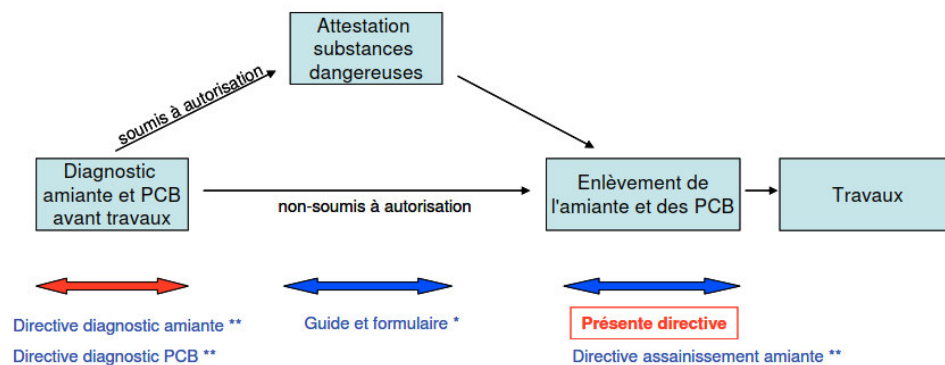 Attestation
substances
dangereuses
soumis à autorisation
Diagnostic
amiante et PCB
avant travaux
non-soumis à autorisation
Enlèvement de
l'amiante et des PCB
Travaux
Directive diagnostic amiante **
Guide et formulaire *
Présente directive
Directive diagnostic PCB **
Directive assainissement amiante **